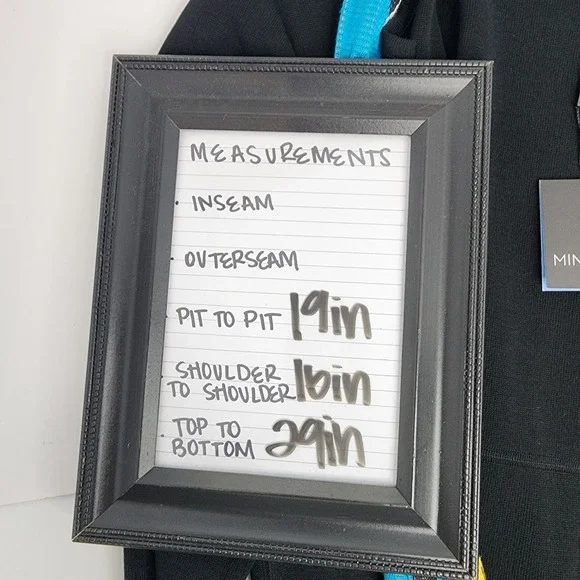 MEASUREMENTS
· INSEAM
· OUTERSEAM
· PIT TO PIT 19in
· SHOULDER
TO SHOULDER 16in
· TOP TO
BOTTOM 29in
MIN